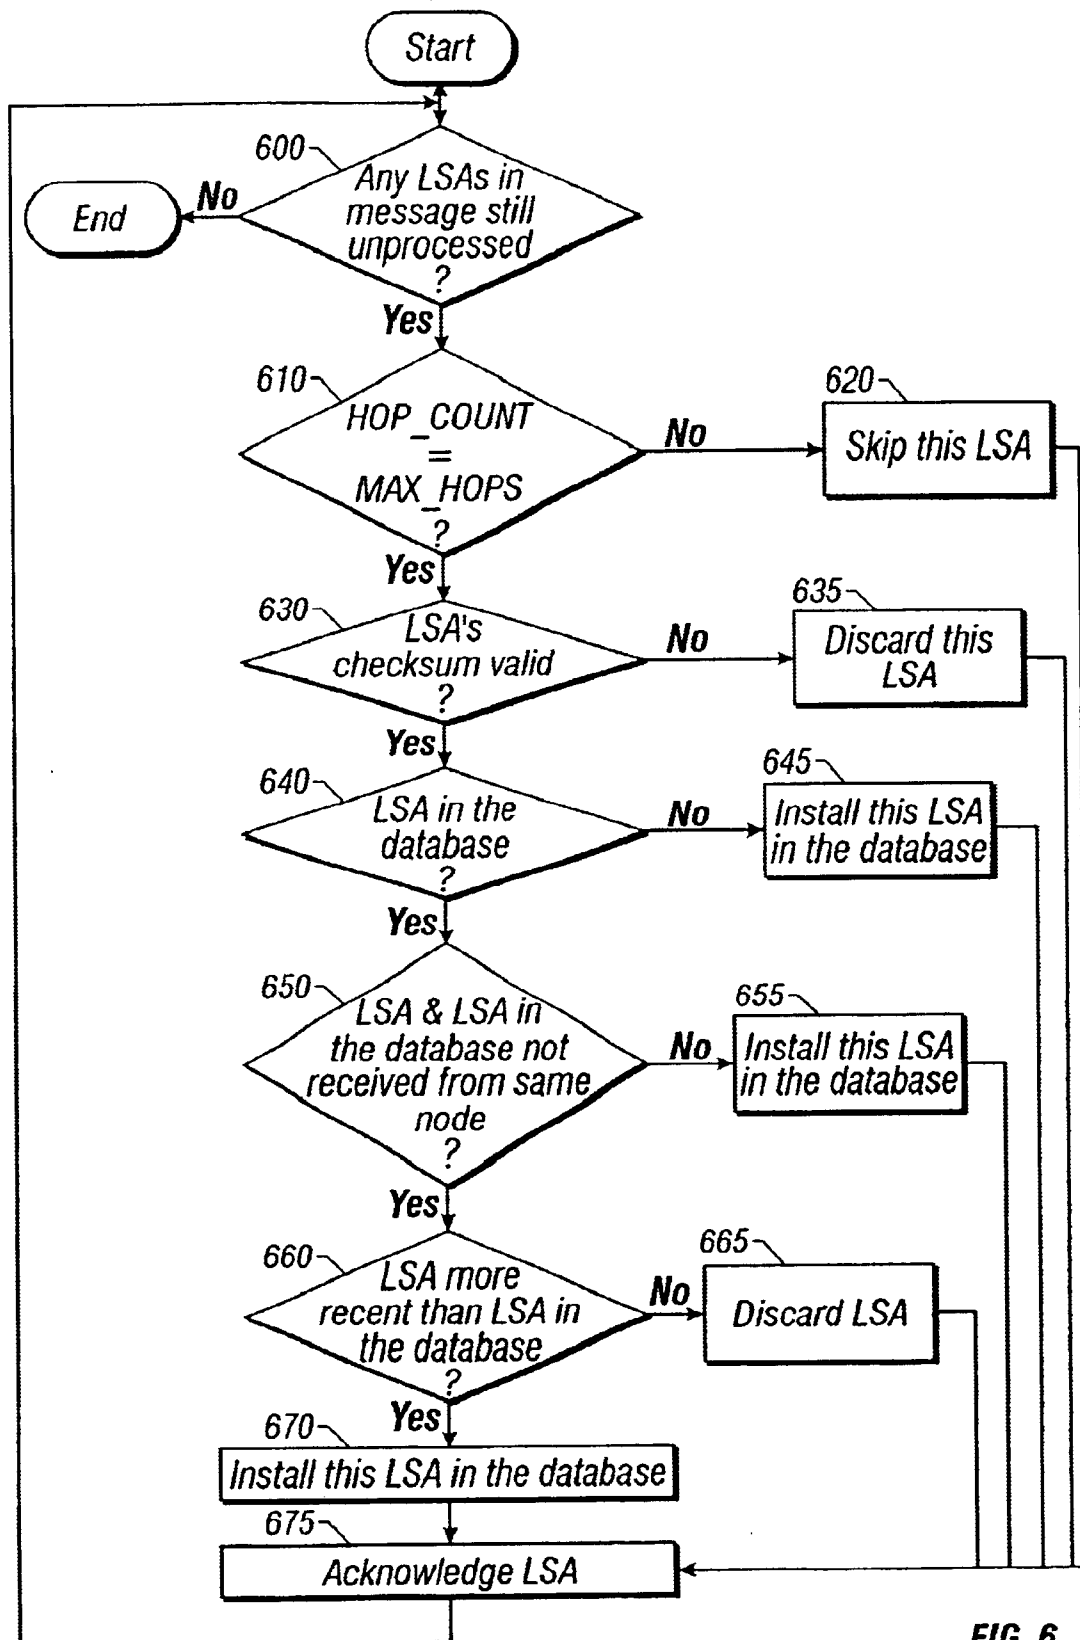 Start
600
Any LSAs in
message still
unprocessed
?
No
End
Yes
610
HOP_COUNT
=
MAX_HOPS
?
No
620
Skip this LSA
Yes
630
LSA's
checksum valid
?
No
635
Discard this
LSA
Yes
640
LSA in the
database
?
No
645
Install this LSA
in the database
Yes
650
LSA & LSA in
the database not
received from same
node
?
No
655
Install this LSA
in the database
Yes
660
LSA more
recent than LSA in
the database
?
No
665
Discard LSA
Yes
670
Install this LSA in the database
675
Acknowledge LSA
FIG. 6